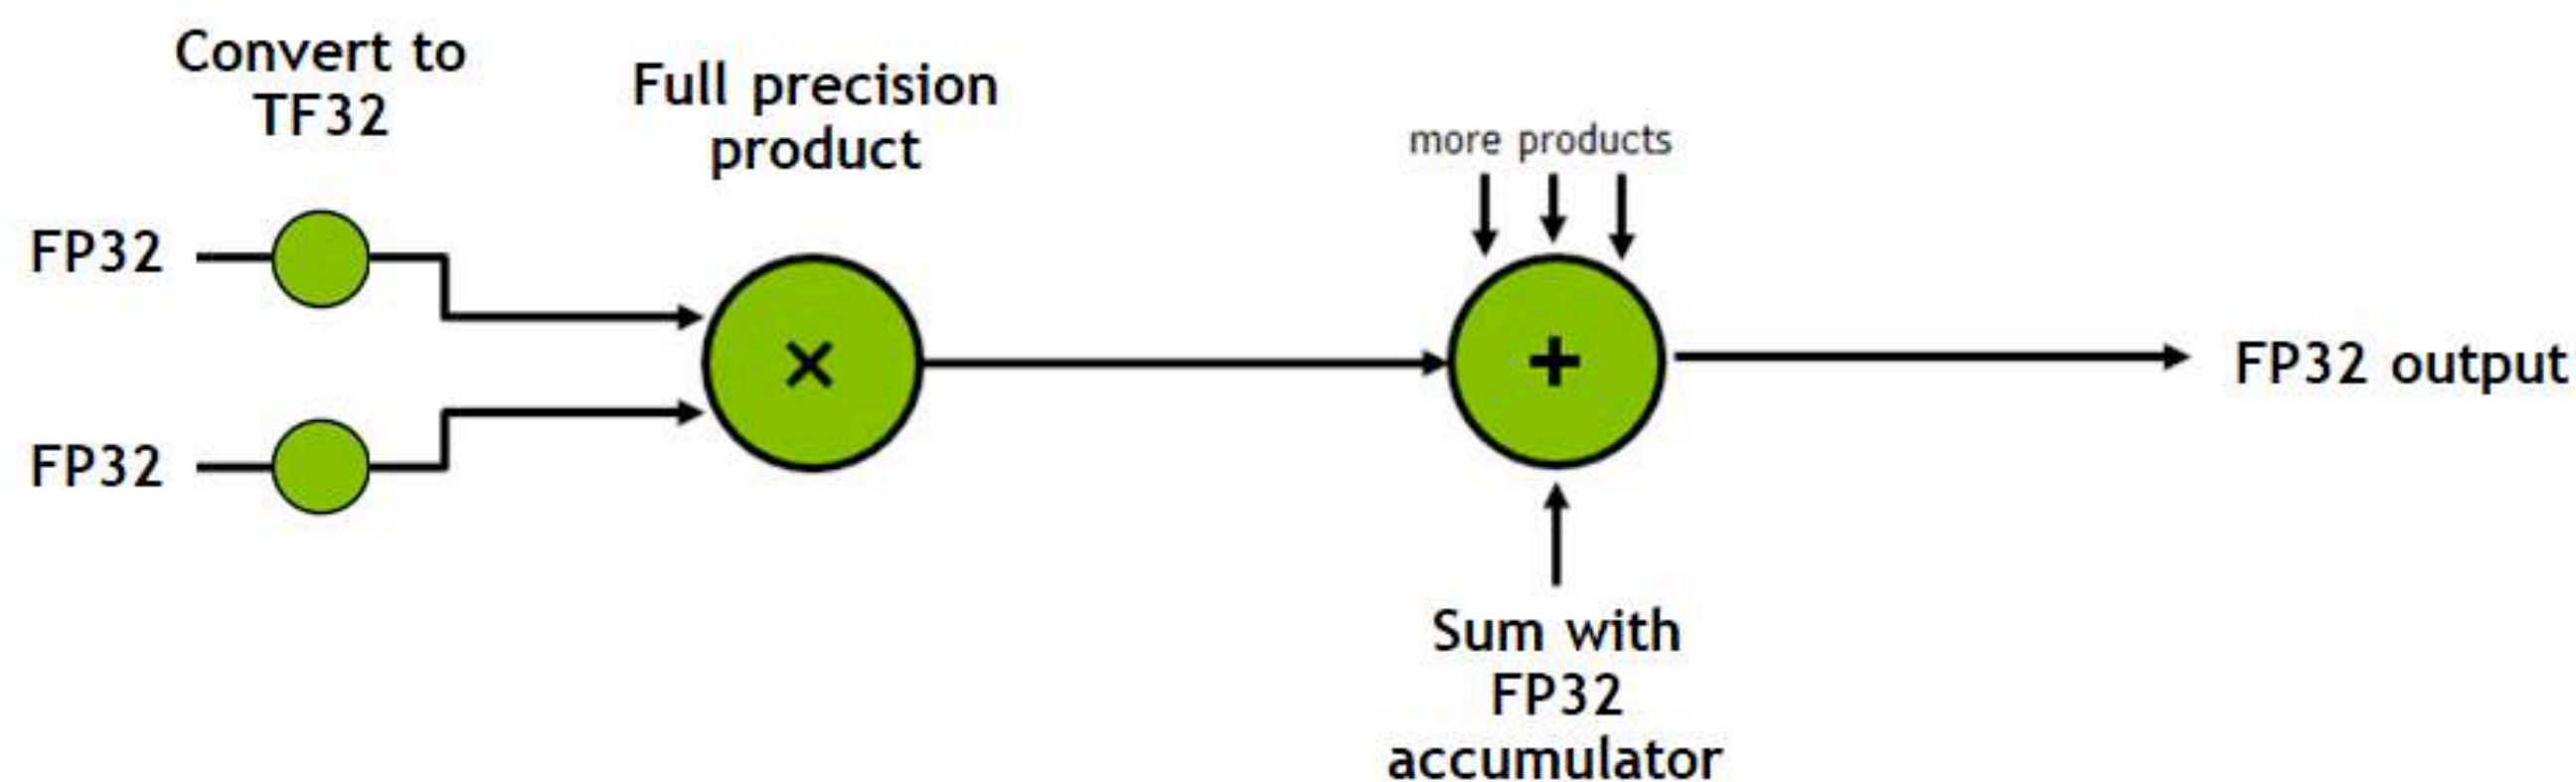 Convert to
TF32
Full precision
product
more products
FP32
FP32
×
+
FP32 output
Sum with
FP32
accumulator